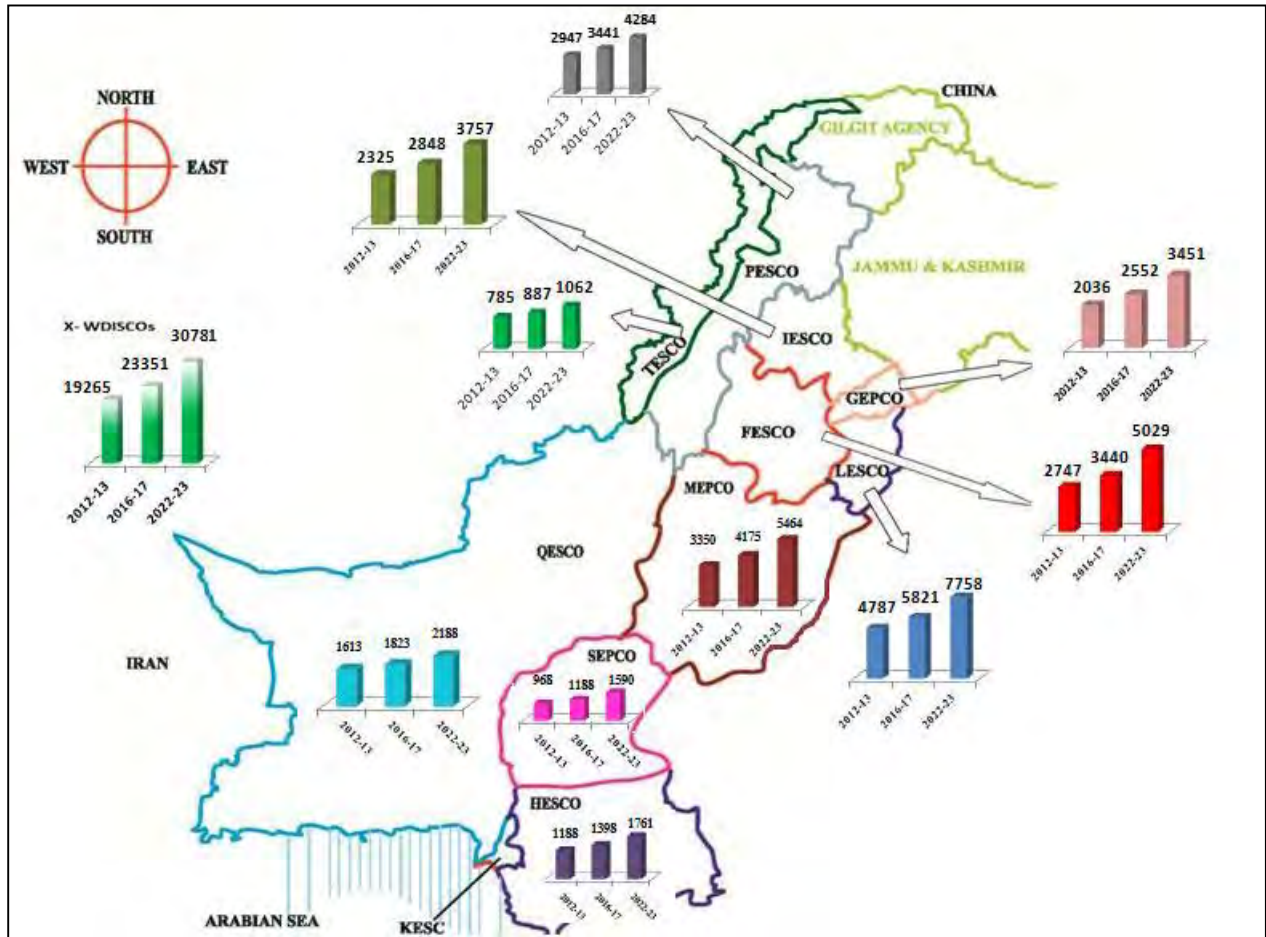 2947 3441 4284
2012-13 2016-17 2022-23
NORTH
WEST EAST
SOUTH
CHINA
GILGIT AGENCY
2325 2848 3757
2012-13 2016-17 2022-23
PESCO
JAMMU & KASHMIR
2036 2552 3451
2012-13 2016-17 2022-23
785 887 1062
2012-13 2016-17 2022-23
TESCO
IESCO
X- WDISCOs
19265 23351 30781
2012-13 2016-17 2022-23
GEPCO
FESCO
LESCO
2747 3440 5029
2012-13 2016-17 2022-23
MEPCO
3350 4175 5464
2012-13 2016-17 2022-23
QESCO
4787 5821 7758
2012-13 2016-17 2022-23
IRAN
1613 1823 2188
2012-13 2016-17 2022-23
SEPCO
968 1188 1590
2012-13 2016-17 2022-23
HESCO
1188 1398 1761
2012-13 2016-17 2022-23
ARABIAN SEA
KESC